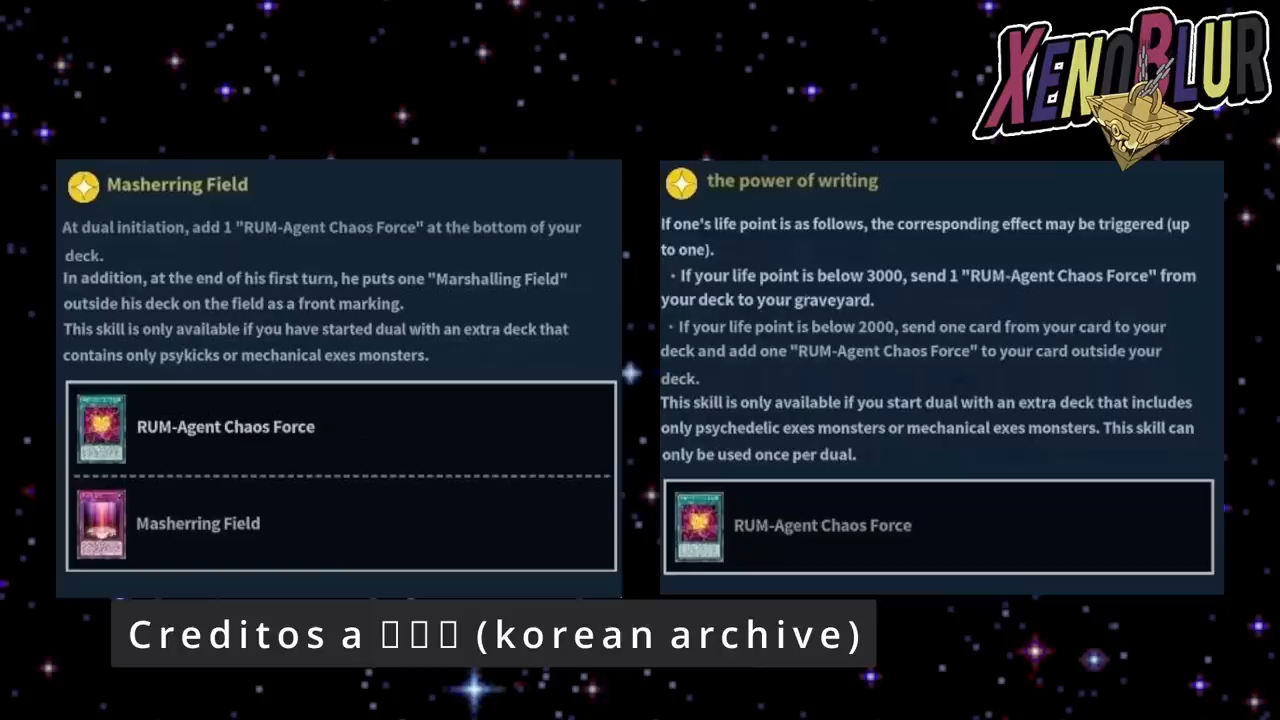 XENOBLUR
Masherring Field
At dual initiation, add 1 "RUM-Agent Chaos Force" at the bottom of your
deck.
In addition, at the end of his first turn, he puts one "Marshalling Field"
outside his deck on the field as a front marking.
This skill is only available if you have started dual with an extra deck that
contains only psykicks or mechanical exes monsters.
RUM-Agent Chaos Force
Masherring Field
the power of writing
If one's life point is as follows, the corresponding effect may be triggered (up
to one).
・If your life point is below 3000, send 1 "RUM-Agent Chaos Force" from
your deck to your graveyard.
・If your life point is below 2000, send one card from your card to your
deck and add one "RUM-Agent Chaos Force" to your card outside your
deck.
This skill is only available if you start dual with an extra deck that includes
only psychedelic exes monsters or mechanical exes monsters. This skill can
only be used once per dual.
RUM-Agent Chaos Force
Creditos a (korean archive)